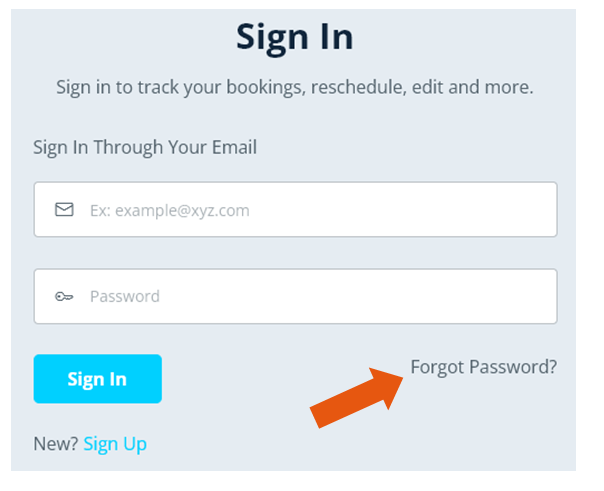 Sign In
Sign in to track your bookings, reschedule, edit and more.
Sign In Through Your Email
Ex: example@xyz.com
Password
Sign In
Forgot Password?
New? Sign Up